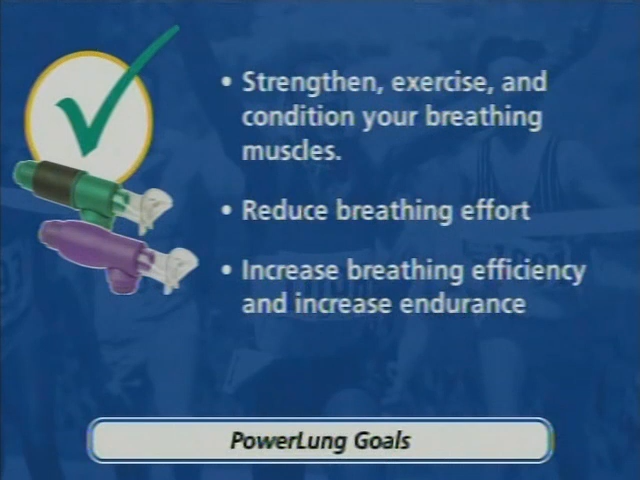 • Strengthen, exercise, and
condition your breathing
muscles.
• Reduce breathing effort
• Increase breathing efficiency
and increase endurance
PowerLung Goals